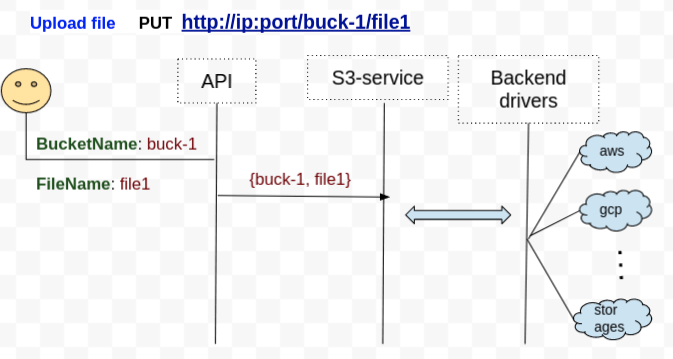 Upload file PUT http://ip:port/buck-1/file1
API
S3-service
Backend
drivers
BucketName: buck-1
FileName: file1
{buck-1, file1}
aws
gcp
stor
ages